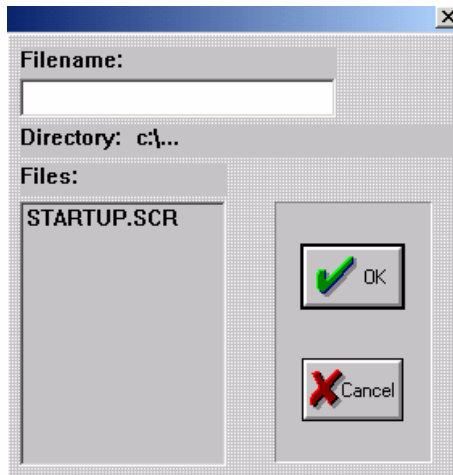 Filename:
Directory: c:\...
Files:
STARTUP.SCR
OK
Cancel